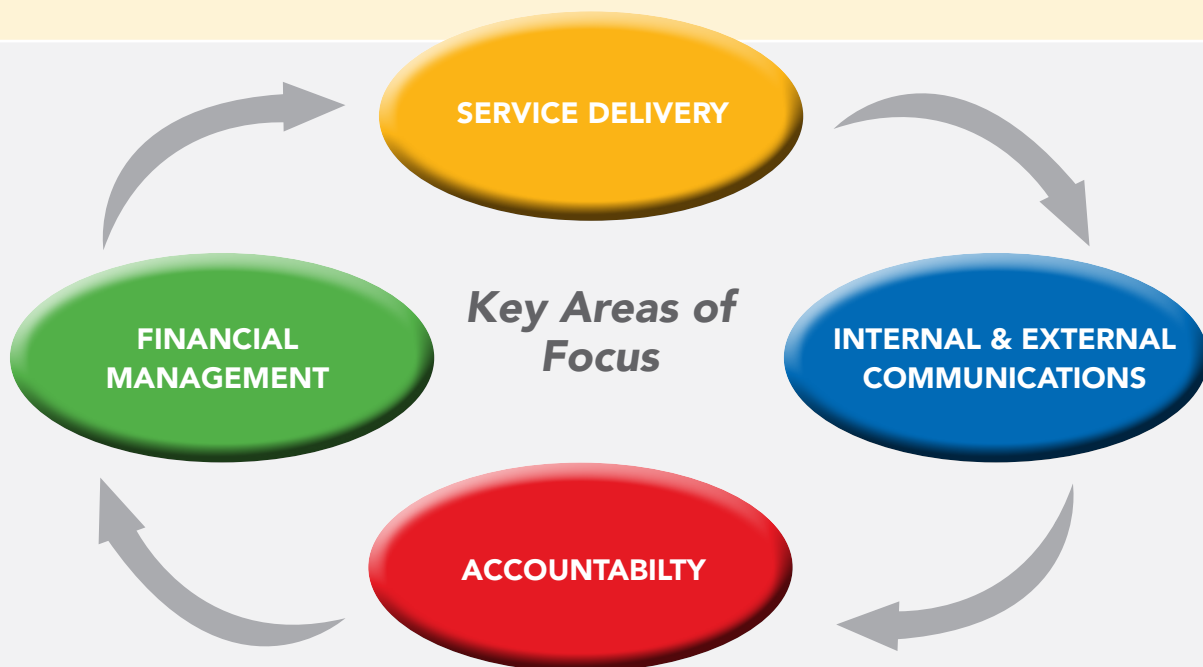 SERVICE DELIVERY
Key Areas of
Focus
FINANCIAL
MANAGEMENT
INTERNAL & EXTERNAL
COMMUNICATIONS
ACCOUNTABILTY